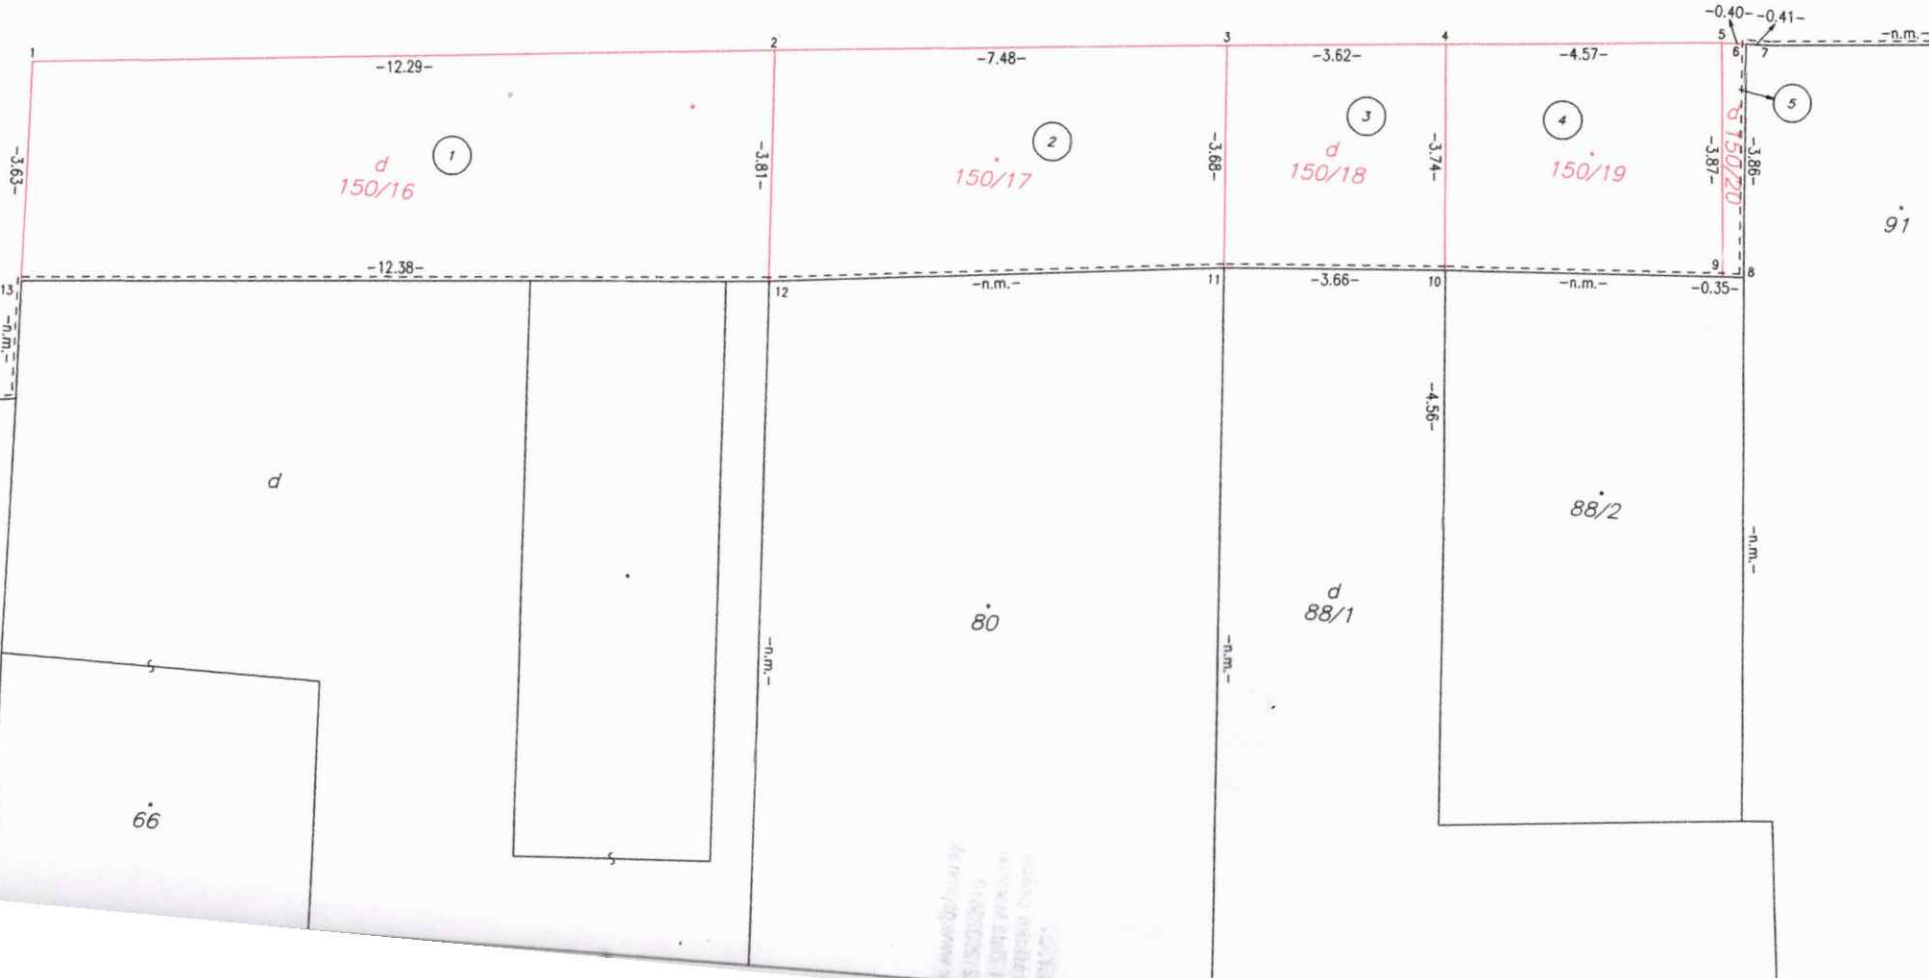 -0.40- -0.41-
1 2 3 4 5 6 7 -n.m.-
-12.29- -7.48- -3.62- -4.57-
5
3
4
2
1
-3.63- -3.81- -3.68- -3.74- -3.87- -3.86-
d
150/16
150/17
d
150/18
150/19
d 150/20
91
-12.38-
9 8
13 12 -n.m.- 11 -3.66- 10 -n.m.- -0.35-
-n.m.-
-4.56-
d
88/2
-n.m.-
d
88/1
80
-n.m.- -n.m.-
66